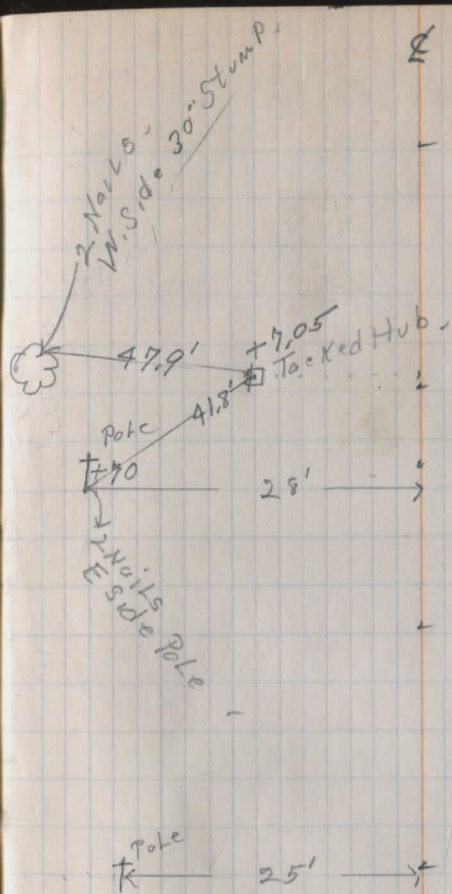 ℄
2 Nails.
W. Side 30" Stump.
+7.05
Tacked Hub.
47.9'
41.8'
Pole
+70
28'
2 Nails
E Side Pole
Pole
25'